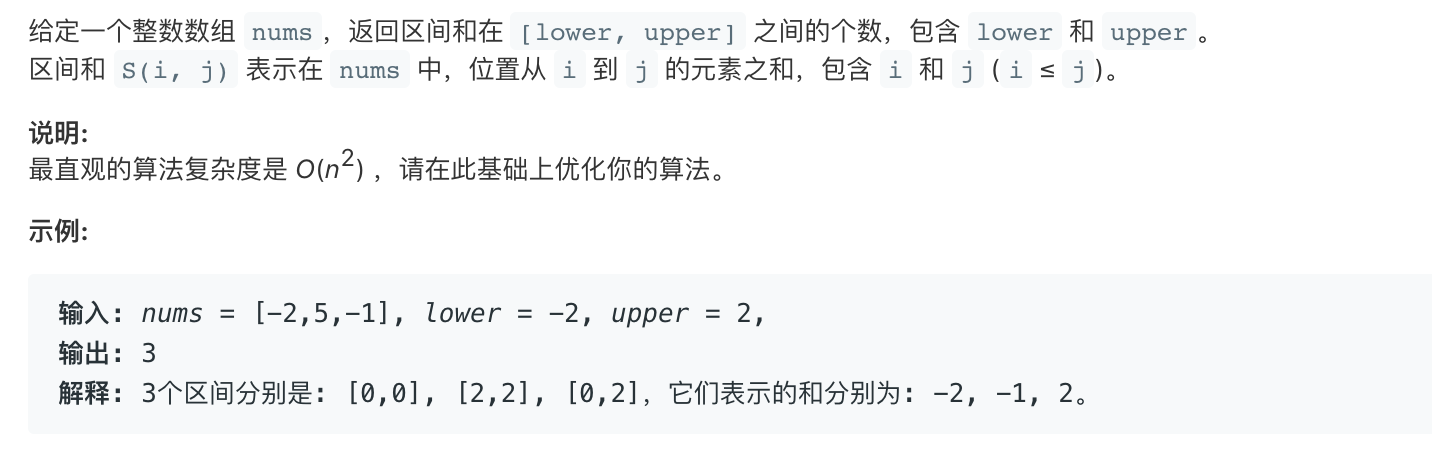 给定一个整数数组 nums ，返回区间和在 [lower, upper] 之间的个数，包含 lower 和 upper 。
区间和 S(i, j) 表示在 nums 中，位置从 i 到 j 的元素之和，包含 i 和 j (i ≤ j)。
说明:
最直观的算法复杂度是 O(n²) ，请在此基础上优化你的算法。
示例:
输入: nums = [-2,5,-1], lower = -2, upper = 2,
输出: 3
解释: 3个区间分别是: [0,0], [2,2], [0,2]，它们表示的和分别为: -2, -1, 2。